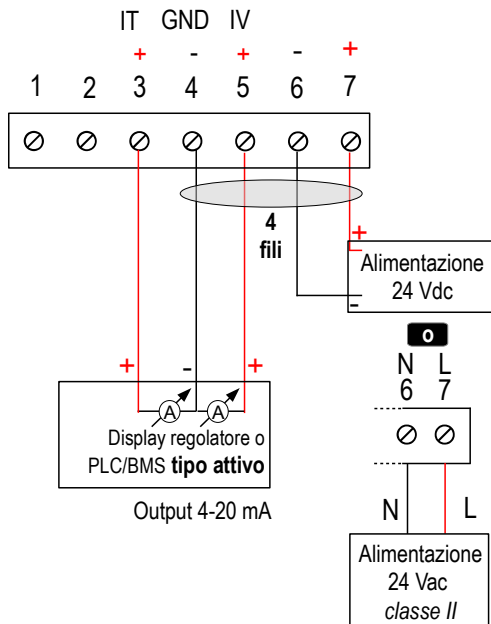 IT GND IV
+ - + - +
1 2 3 4 5 6 7
4
fili
+
Alimentazione
24 Vdc
-
o
N L
6 7
+ - +
A A
Display regolatore o
PLC/BMS tipo attivo
Output 4-20 mA
N L
Alimentazione
24 Vac
classe II